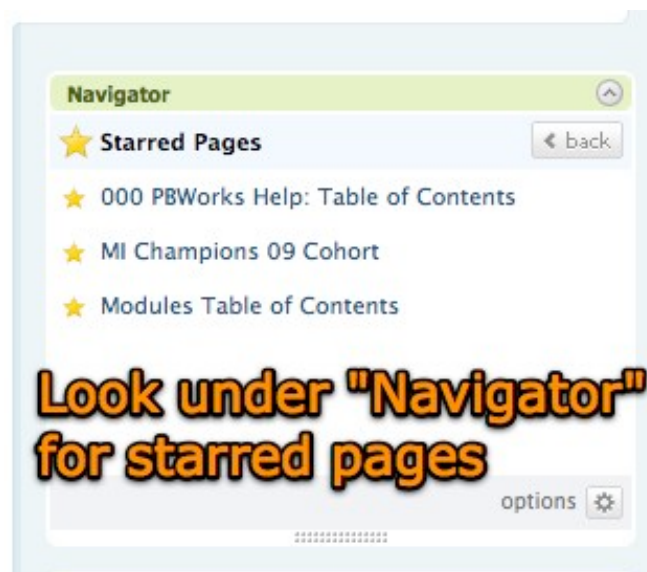 Navigator
Starred Pages
back
000 PBWorks Help: Table of Contents
MI Champions 09 Cohort
Modules Table of Contents
Look under "Navigator"
for starred pages
options